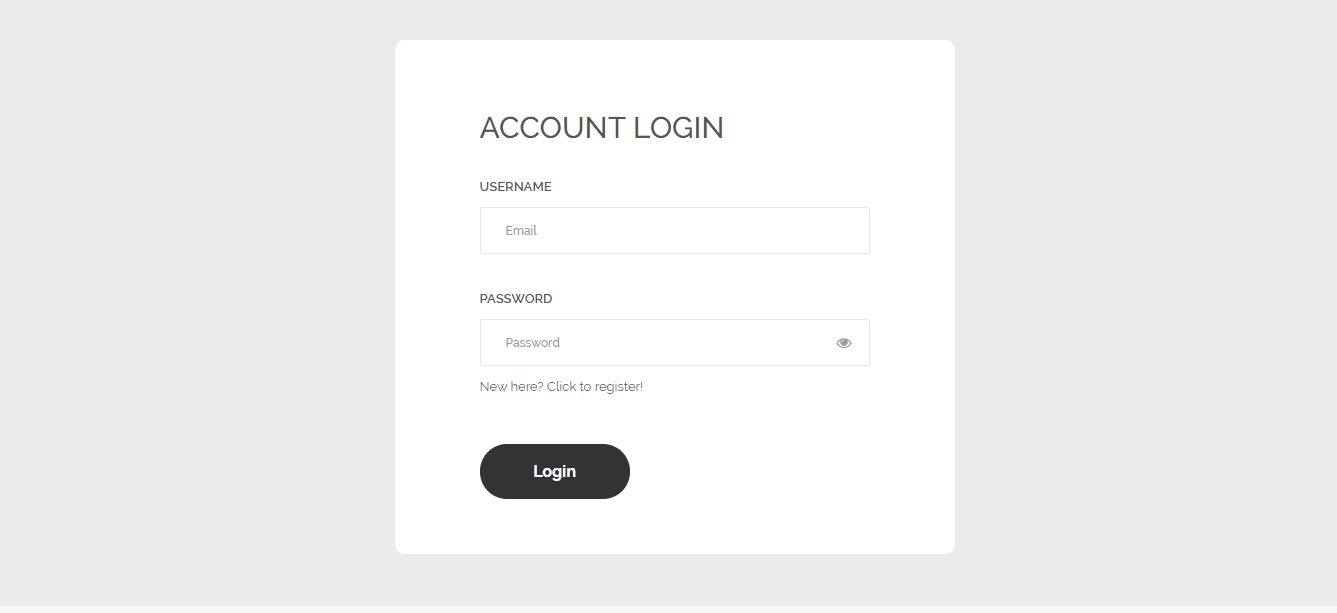 ACCOUNT LOGIN
USERNAME
Email
PASSWORD
Password
New here? Click to register!
Login